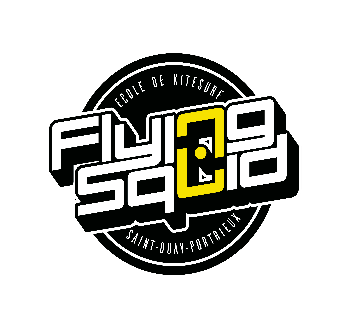 ECOLE DE KITESURF
Flying
Squid
SAINT-QUAY-PORTRIEUX